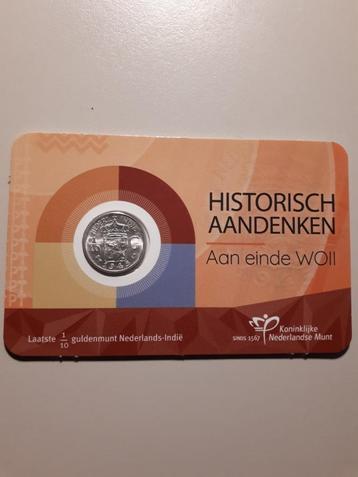 HISTORISCH
AANDENKEN
Aan einde WOII
Laatste 1/10 guldenmunt Nederlands-Indië
SINDS 1567
Koninklijke
Nederlandse Munt